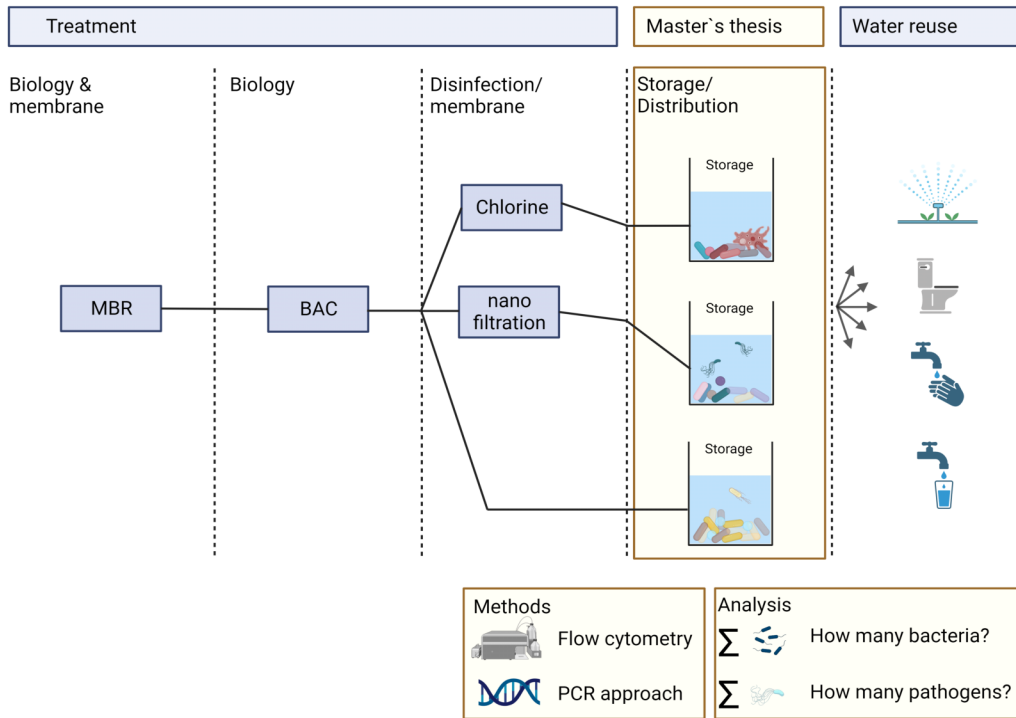 Treatment
Master`s thesis
Water reuse
Biology &
membrane
Biology
Disinfection/
membrane
Storage/
Distribution
Storage
Chlorine
MBR
BAC
nano
filtration
Storage
Storage
Methods
Flow cytometry
PCR approach
Analysis
Σ How many bacteria?
Σ How many pathogens?